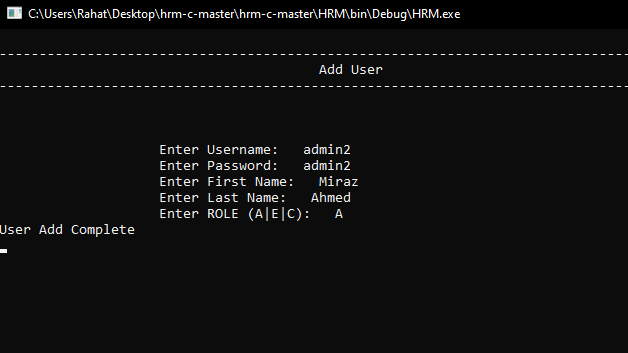 C:\Users\Rahat\Desktop\hrm-c-master\hrm-c-master\HRM\bin\Debug\HRM.exe
--------------------------------------------------------------------------------
Add User
--------------------------------------------------------------------------------
Enter Username: admin2
Enter Password: admin2
Enter First Name: Miraz
Enter Last Name: Ahmed
Enter ROLE (A|E|C): A
User Add Complete